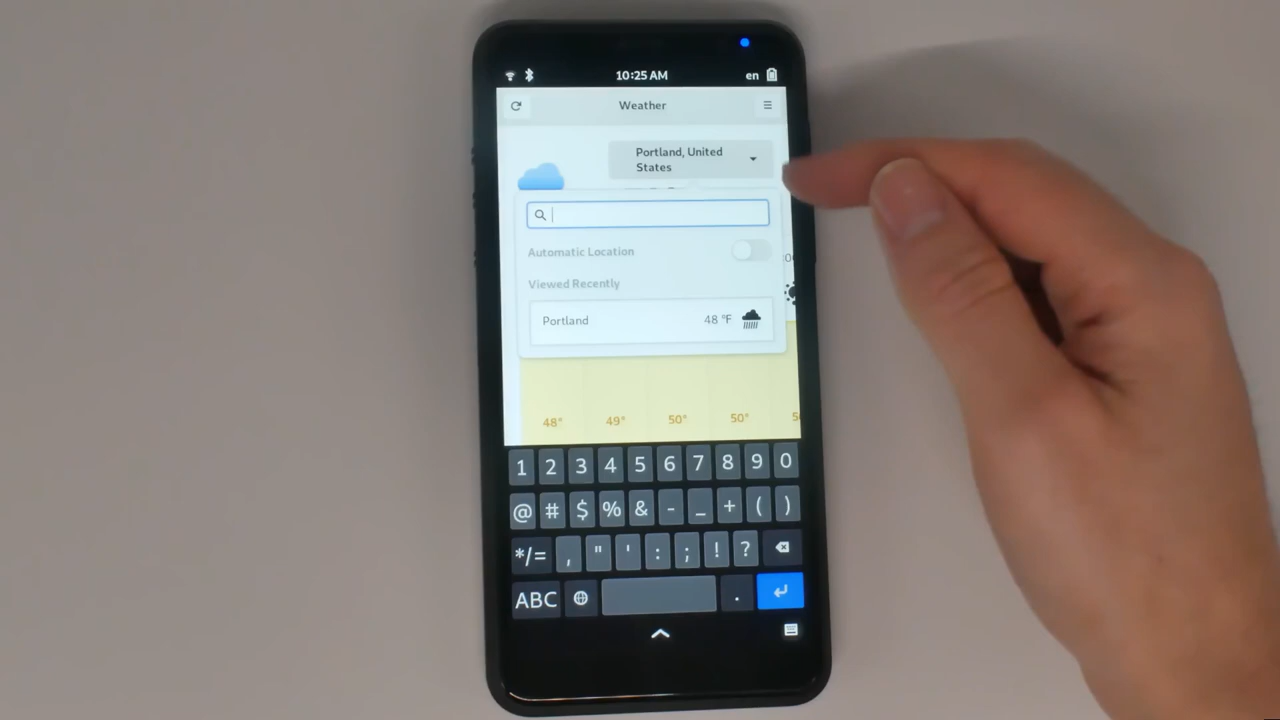 10:25 AM en
Weather
Portland, United
States
Automatic Location
Viewed Recently
Portland 48 °F
48° 49° 50° 50°
1 2 3 4 5 6 7 8 9 0
@ # $ % & - _ + ( )
*/= , " ' : ; ! ?
ABC .